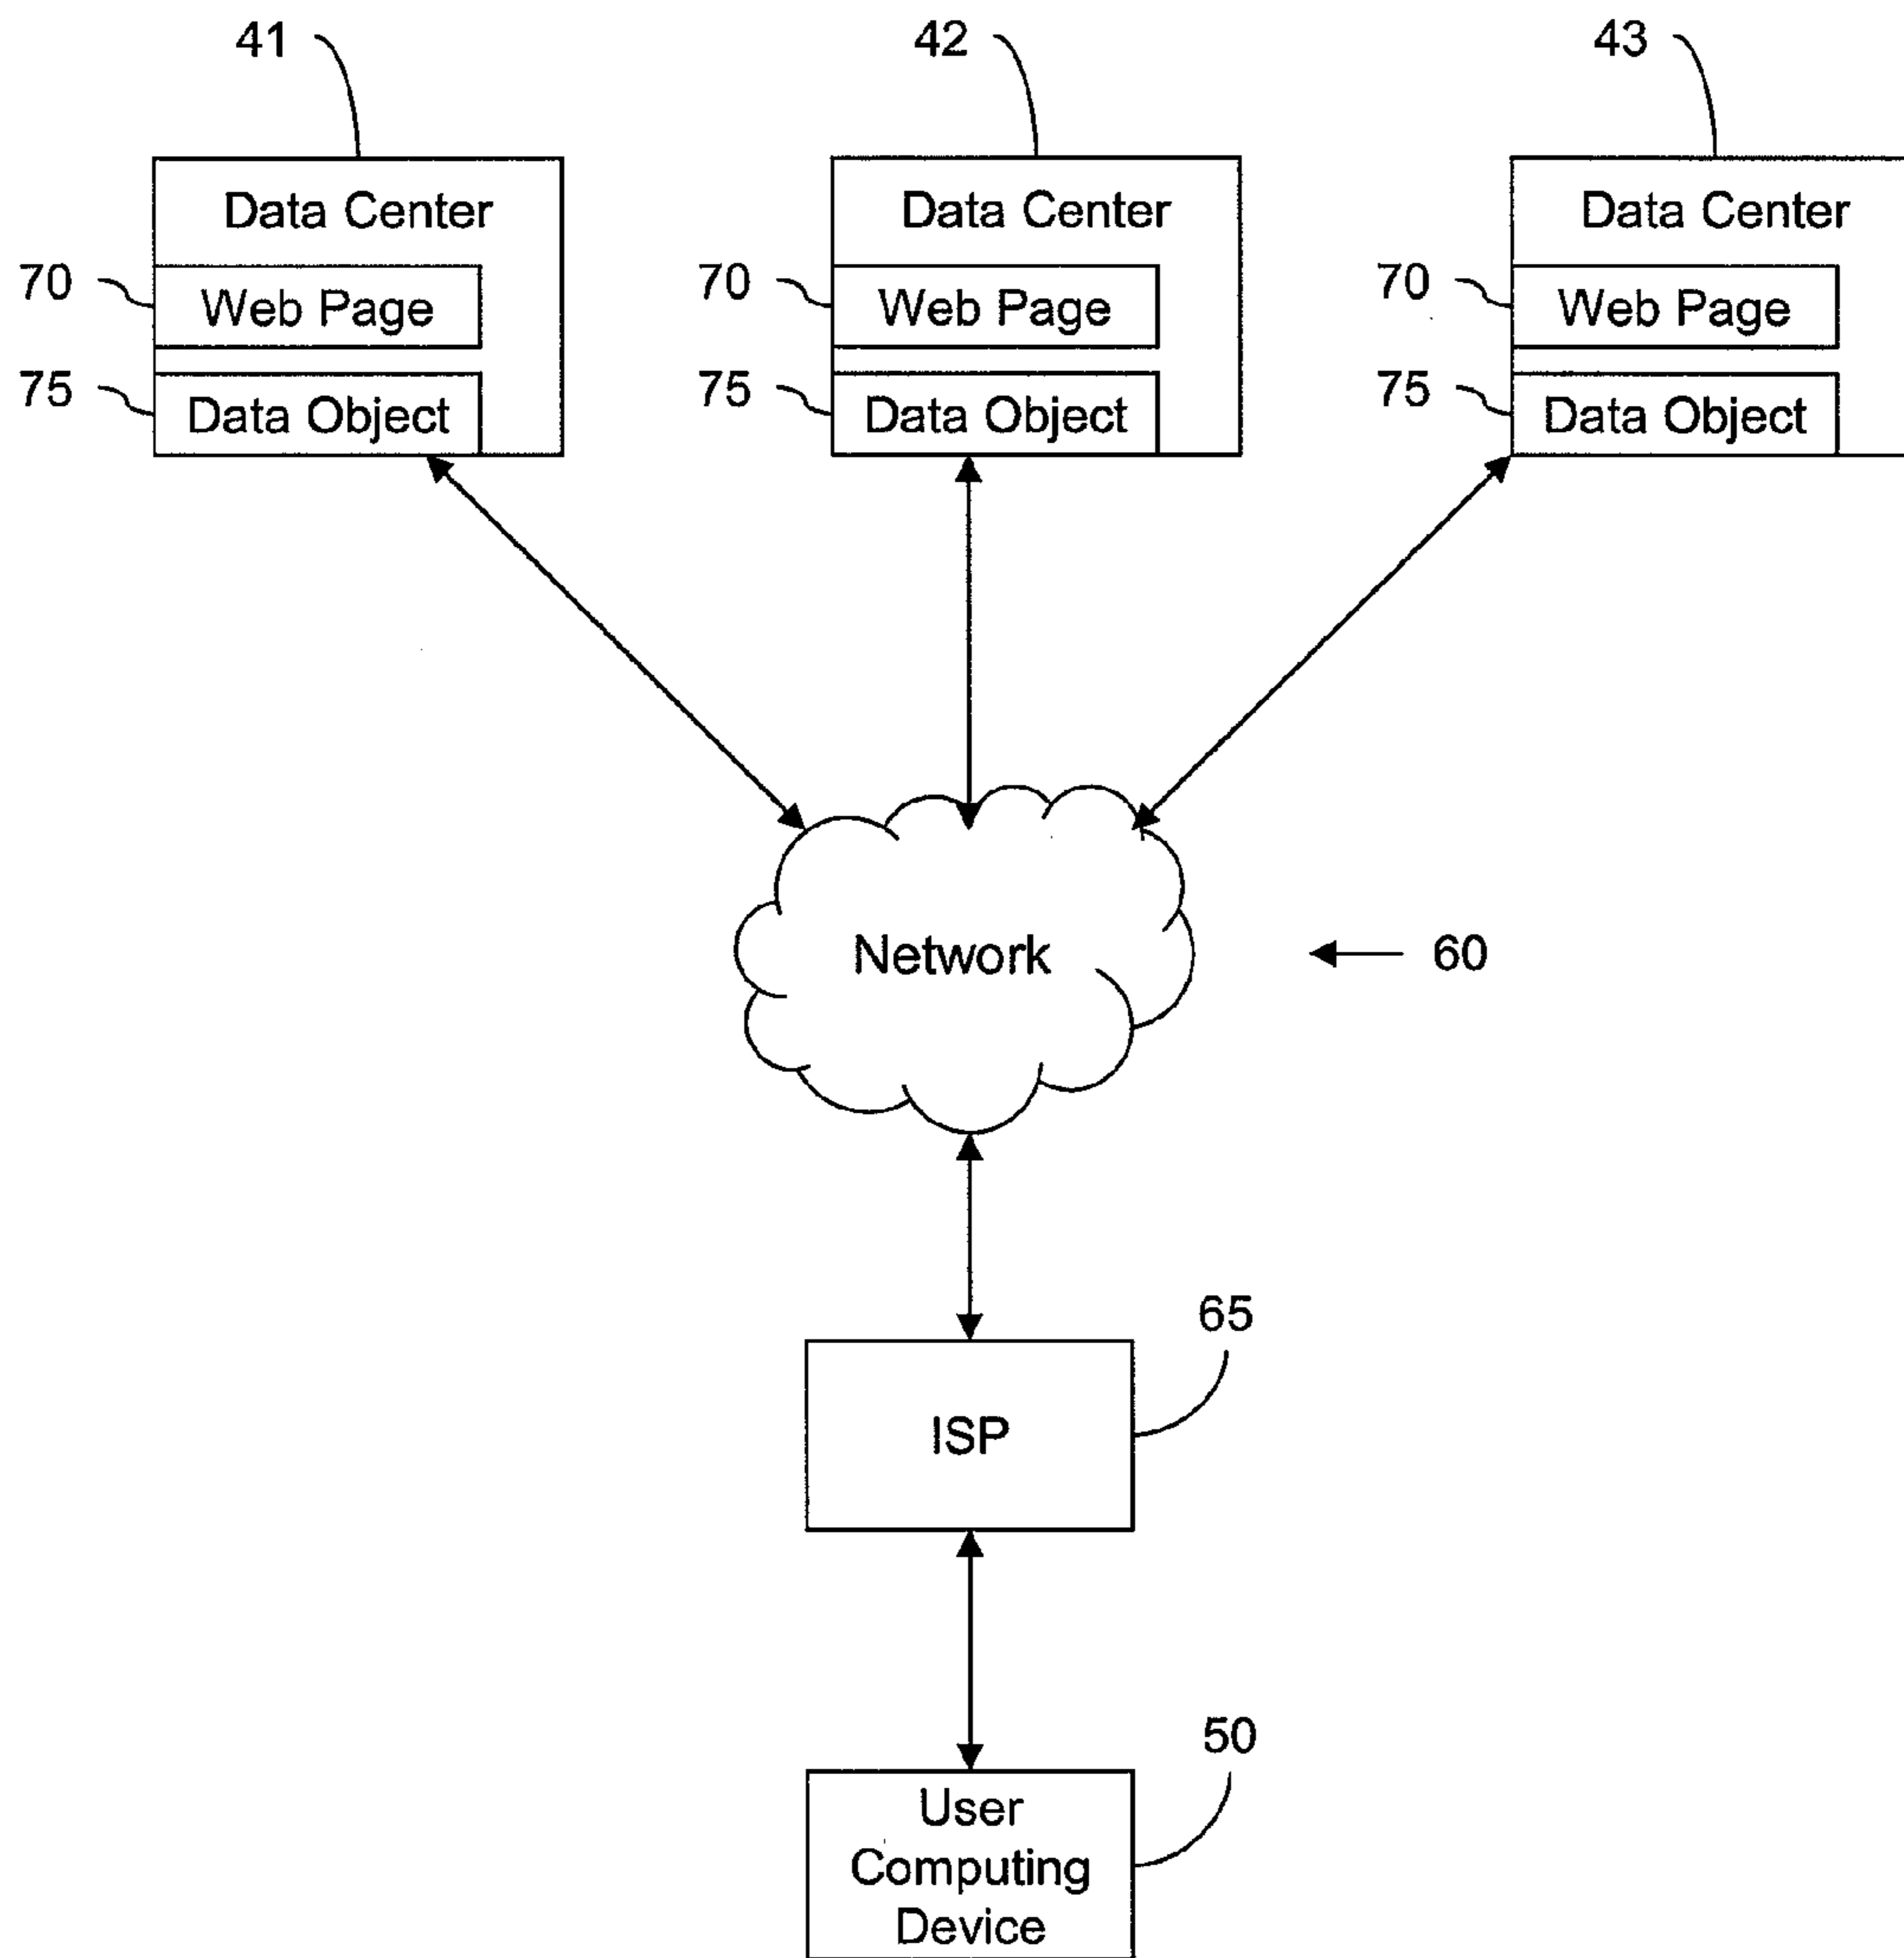 41
42
43
Data Center
Data Center
Data Center
70
Web Page
70
Web Page
70
Web Page
75
Data Object
75
Data Object
75
Data Object
Network
60
65
ISP
50
User
Computing
Device